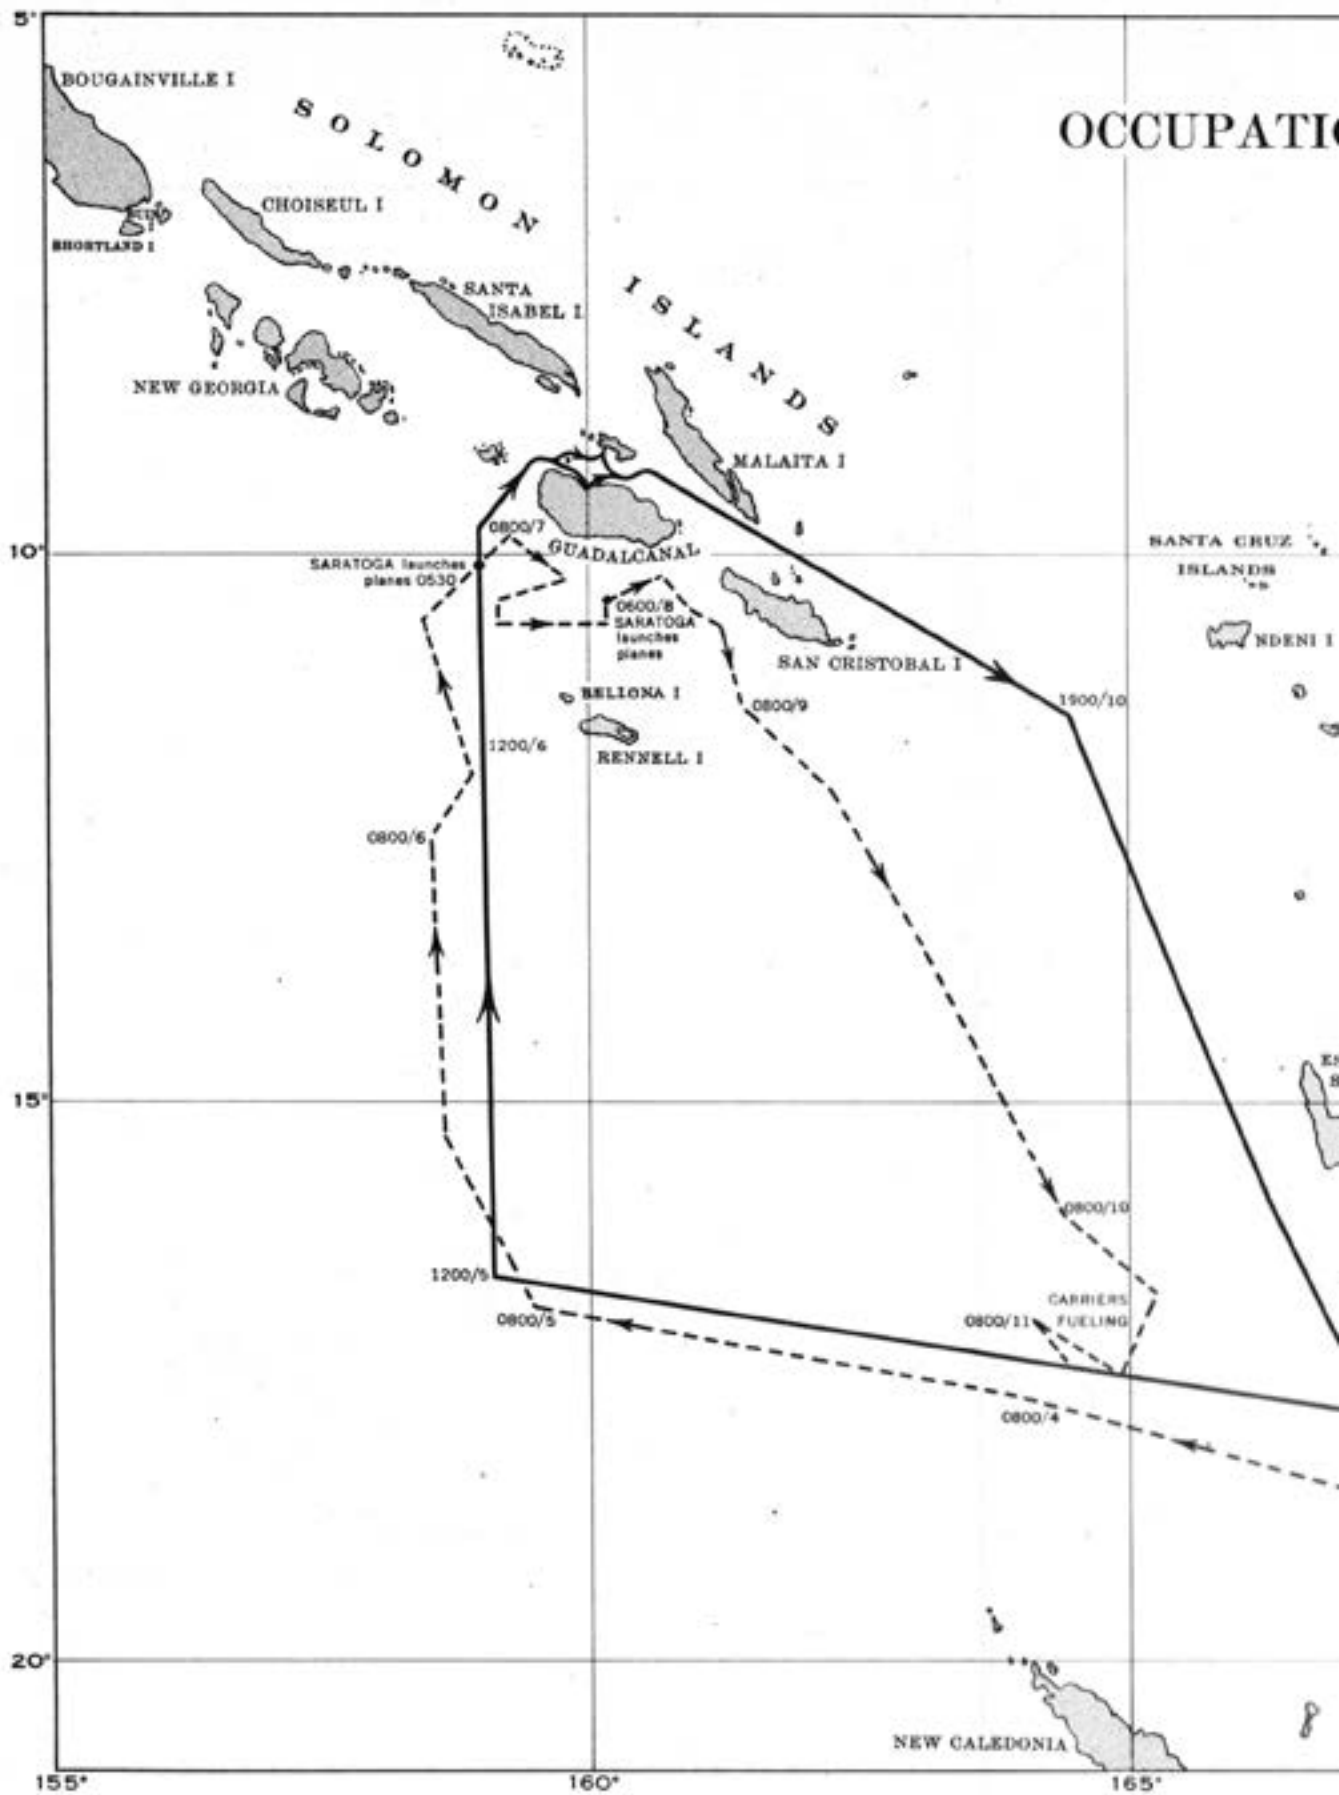 5°
BOUGAINVILLE I
SOLOMON
OCCUPATIO
CHOISEUL I
SHORTLAND I
SANTA
ISABEL I
ISLANDS
NEW GEORGIA
MALAITA I
0800/7
GUADALCANAL
10°
SARATOGA launches
planes 0530
SANTA CRUZ
ISLANDS
0600/8
SARATOGA
launches
planes
NDENI I
SAN CRISTOBAL I
BELLONA I
0800/9
1900/10
1200/6
RENNELL I
0800/6
ES
S
15°
0800/10
1200/5
CARRIERS
FUELING
0800/5
0800/11
0800/4
20°
NEW CALEDONIA
155°
160°
165°